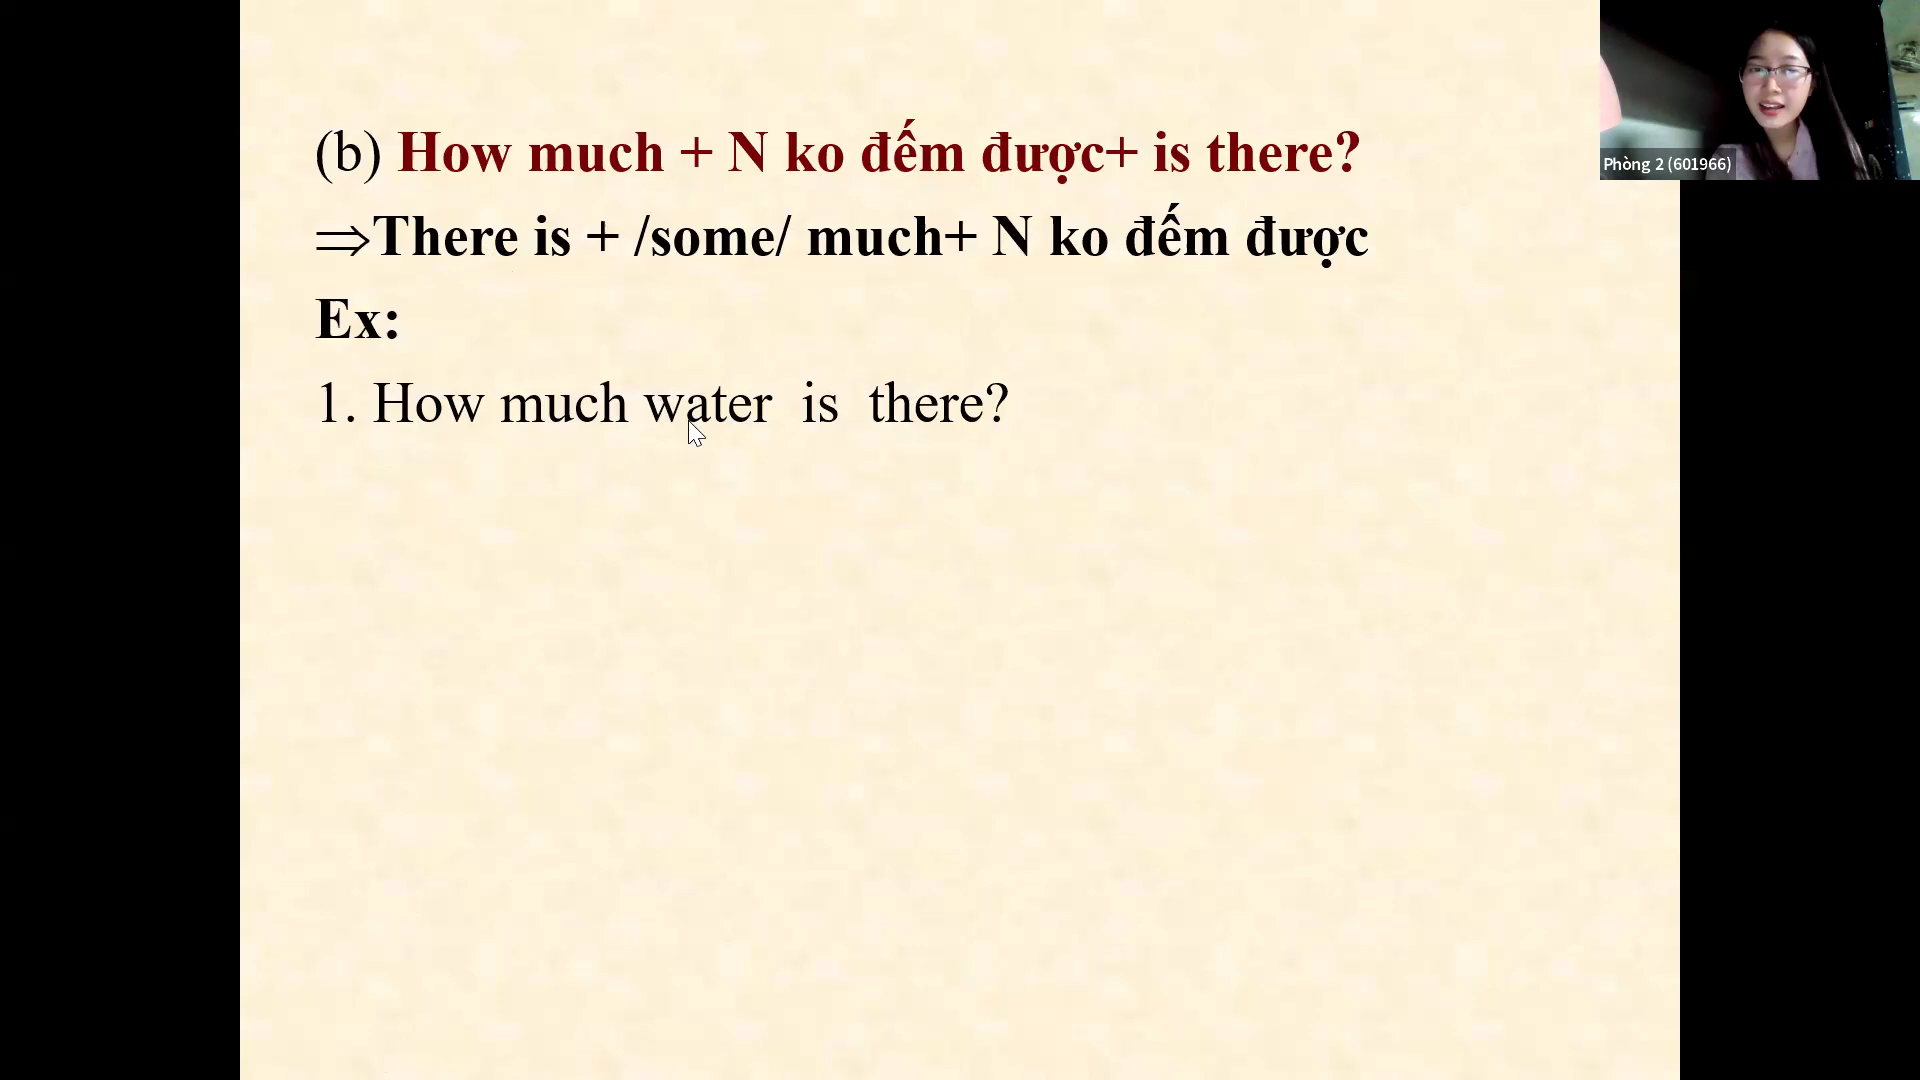 (b) How much + N ko đếm được+ is there?
⇒There is + /some/ much+ N ko đếm được
Ex:
1. How much water is there?
Phòng 2 (601966)